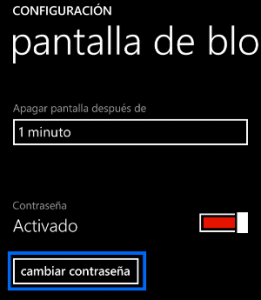 CONFIGURACIÓN
pantalla de blo
Apagar pantalla después de
1 minuto
Contraseña
Activado
cambiar contraseña